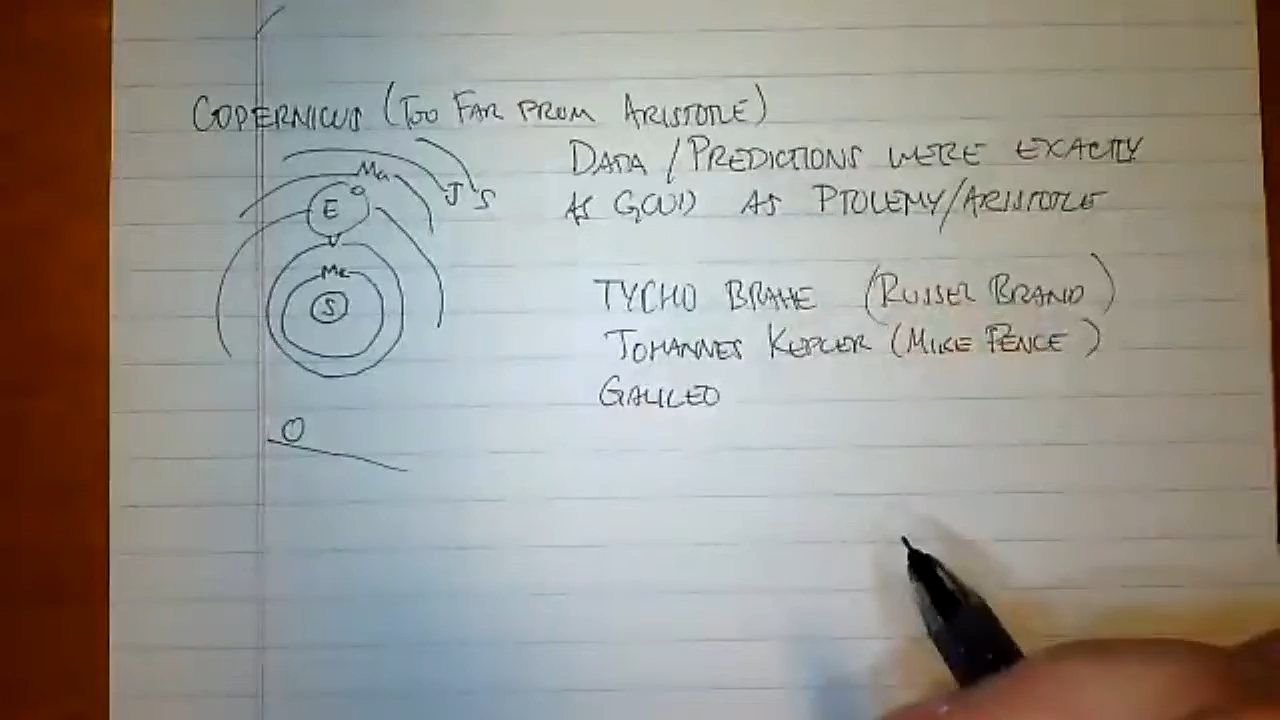 COPERNICUS (TOO FAR FROM ARISTOTLE)
DATA / PREDICTIONS WERE EXACTLY
AS GOOD AS PTOLEMY/ARISTOTLE
Ma
J S
E
V
Me
S
TYCHO BRAHE (RUSSEL BRAND)
JOHANNES KEPLER (MIKE PENCE)
GALILEO